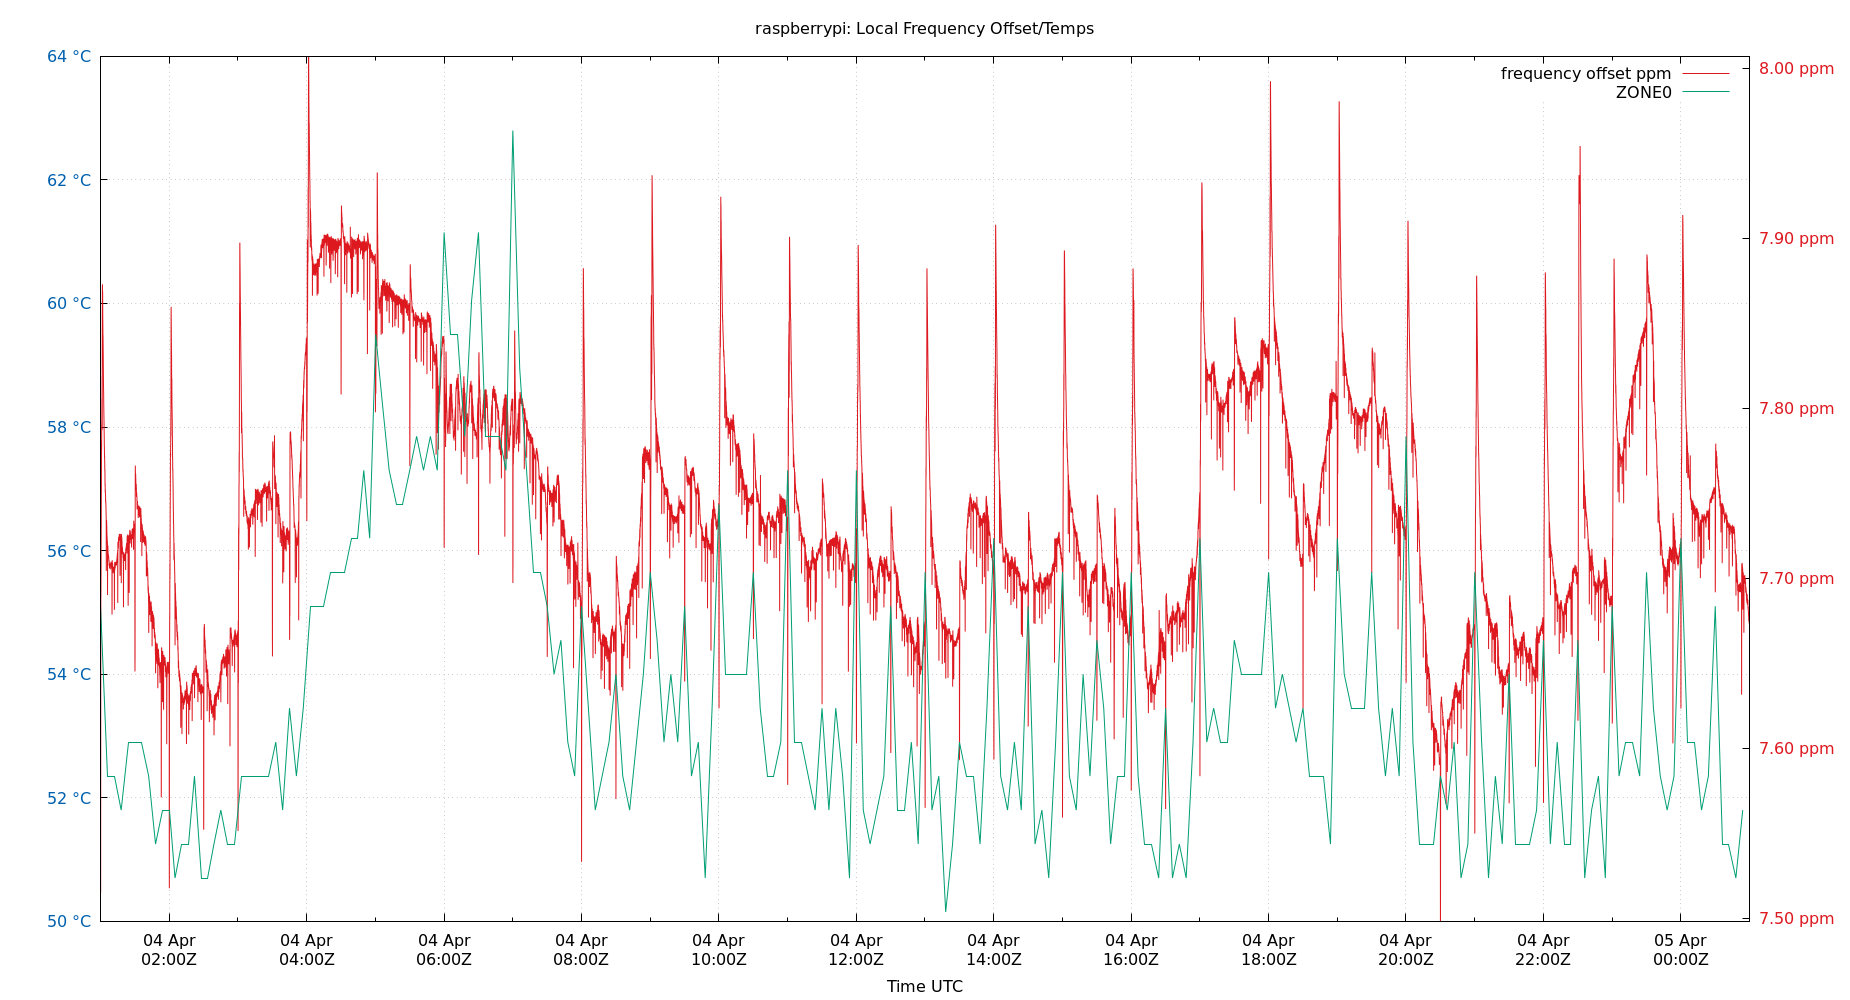 raspberrypi: Local Frequency Offset/Temps
64 °C
62 °C
60 °C
58 °C
56 °C
54 °C
52 °C
50 °C
8.00 ppm
7.90 ppm
7.80 ppm
7.70 ppm
7.60 ppm
7.50 ppm
frequency offset ppm
ZONE0
04 Apr
02:00Z
04 Apr
04:00Z
04 Apr
06:00Z
04 Apr
08:00Z
04 Apr
10:00Z
04 Apr
12:00Z
04 Apr
14:00Z
04 Apr
16:00Z
04 Apr
18:00Z
04 Apr
20:00Z
04 Apr
22:00Z
05 Apr
00:00Z
Time UTC